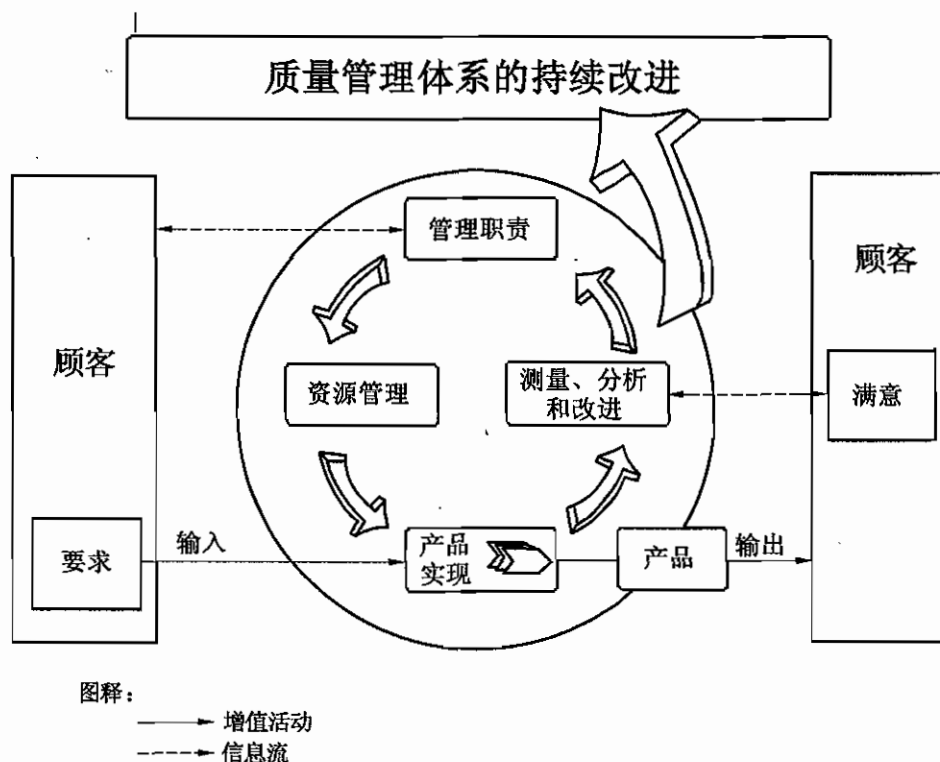 质量管理体系的持续改进
管理职责
顾客
顾客
资源管理
测量、分析
和改进
满意
要求
输入
产品
实现
产品
输出
图释：
增值活动
信息流